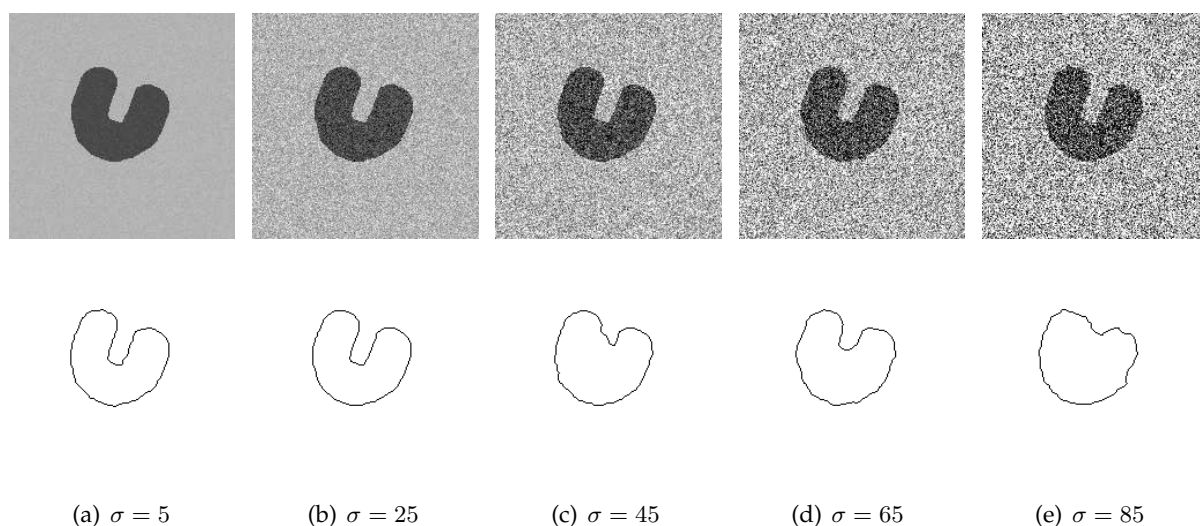 (a) σ = 5 (b) σ = 25 (c) σ = 45 (d) σ = 65 (e) σ = 85